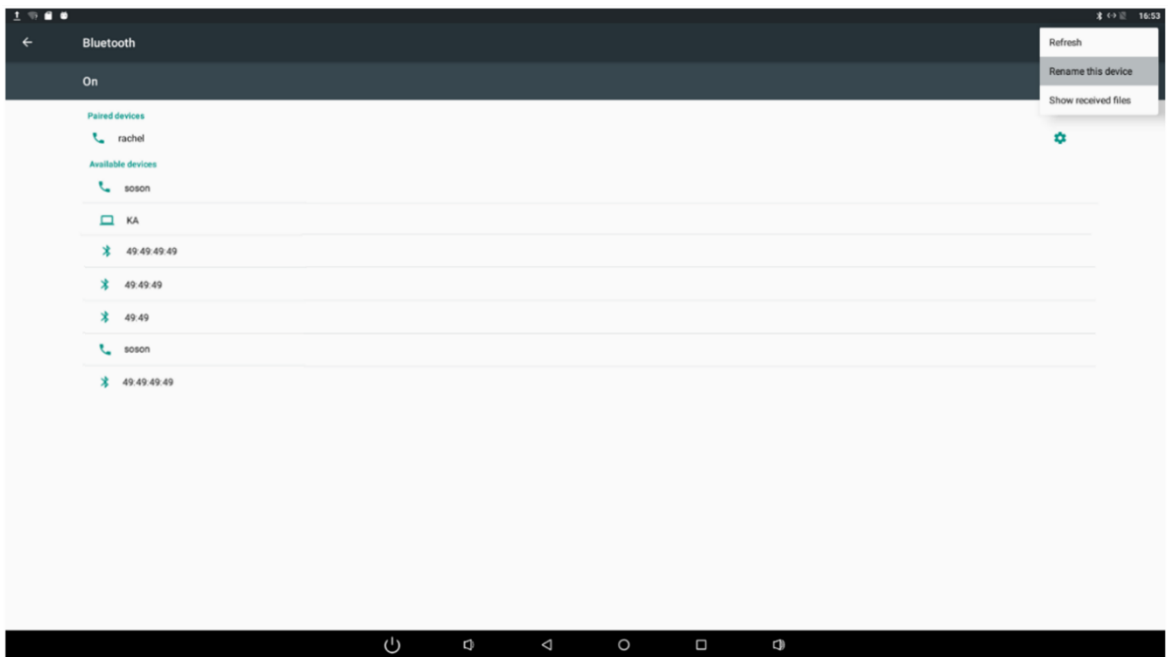 16:53
Bluetooth
Refresh
On
Rename this device
Show received files
Paired devices
rachel
Available devices
soson
KA
49:49:49:49
49:49:49
49:49
soson
49:49:49:49